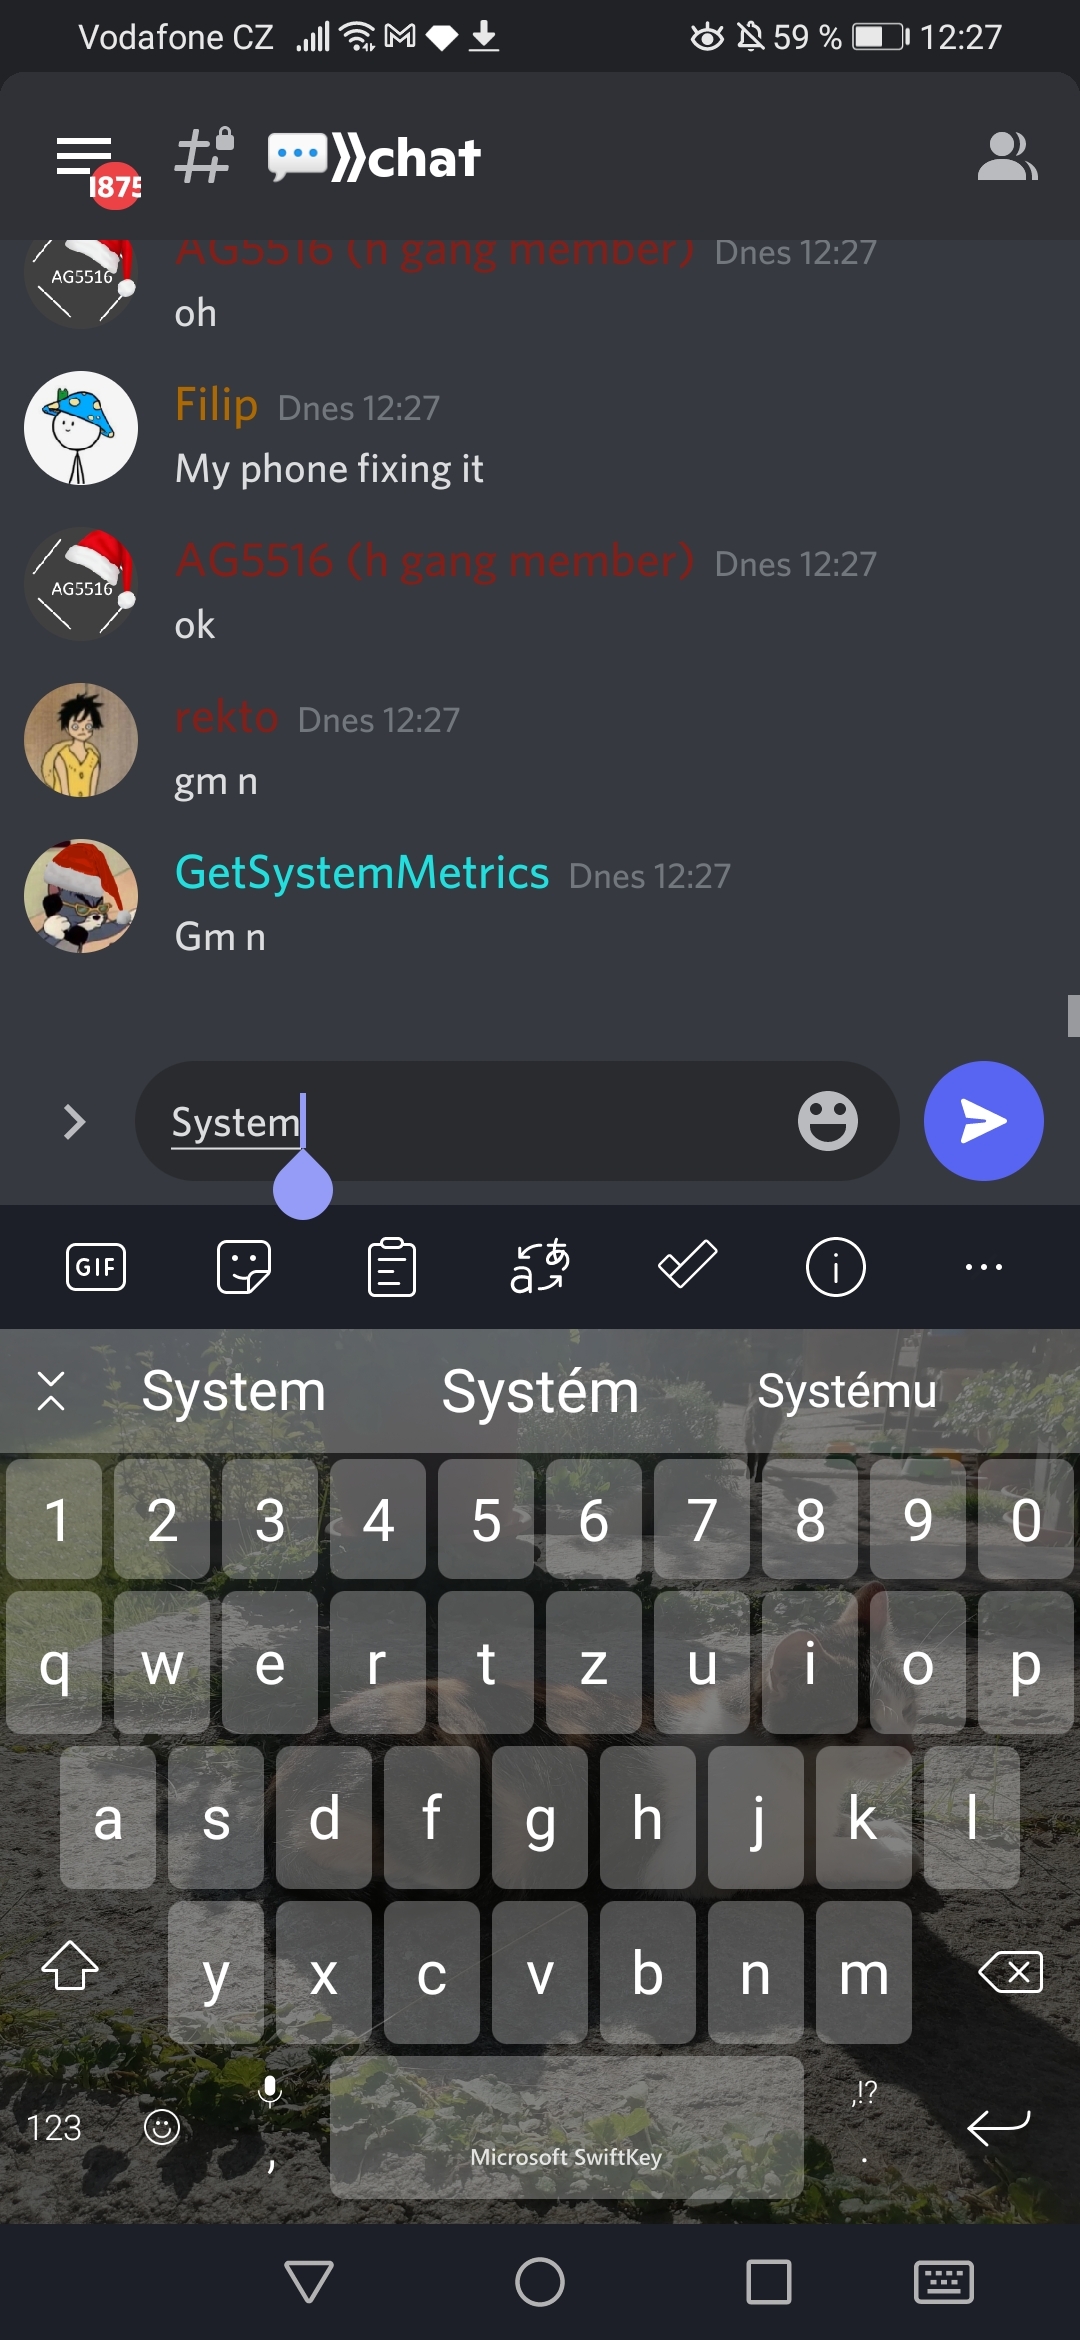 Vodafone CZ 59 % 12:27
1875 💬⟫chat
AG5516 (h gang member) Dnes 12:27
AG5516
oh
Filip Dnes 12:27
My phone fixing it
AG5516 (h gang member) Dnes 12:27
AG5516
ok
rekto Dnes 12:27
gm n
GetSystemMetrics Dnes 12:27
Gm n
System
GIF aあ
System Systém Systému
1 2 3 4 5 6 7 8 9 0
q w e r t z u i o p
a s d f g h j k l
y x c v b n m
,!?
123 , .
Microsoft SwiftKey